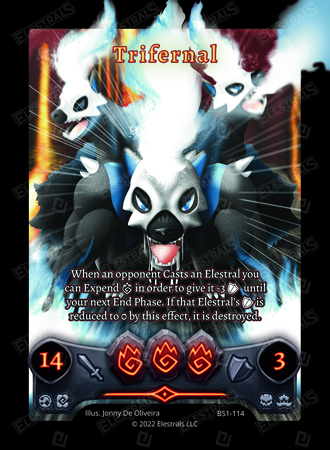 Trifernal
When an opponent Casts an Elestral you
can Expend in order to give it -3 until
your next End Phase. If that Elestral's is
reduced to 0 by this effect, it is destroyed.
14
3
Illus. Jonny De Oliveira
BS1-114
© 2022 Elestrals LLC
ELESTRALS